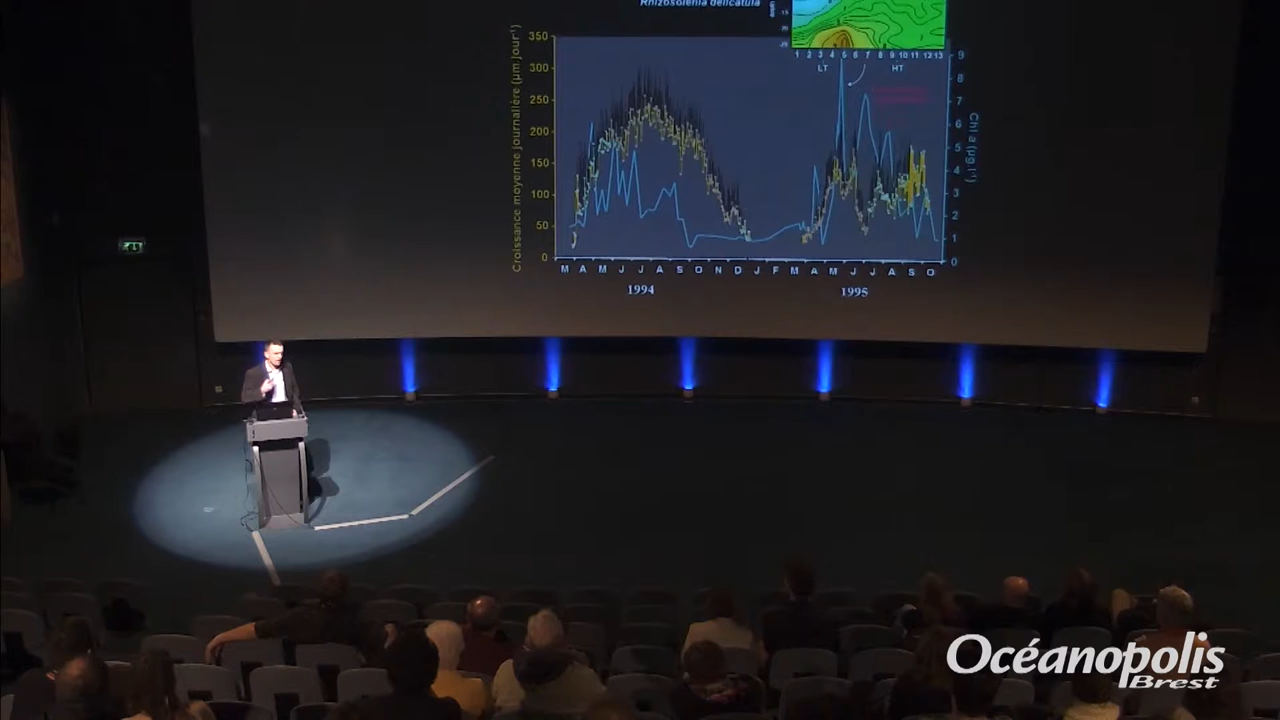 Rhizosolenia delicatula
Croissance moyenne journalière (µm jour⁻¹)
350
300
250
200
150
100
50
0
1 2 3 4 5 6 7 8 9 10 11 12 13
LT HT
9
8
7
6
5
4
3
2
1
0
Chl a (µg.l⁻¹)
M A M J J A S O N D J F M A M J J A S O
1994 1995
Océanopolis
Brest